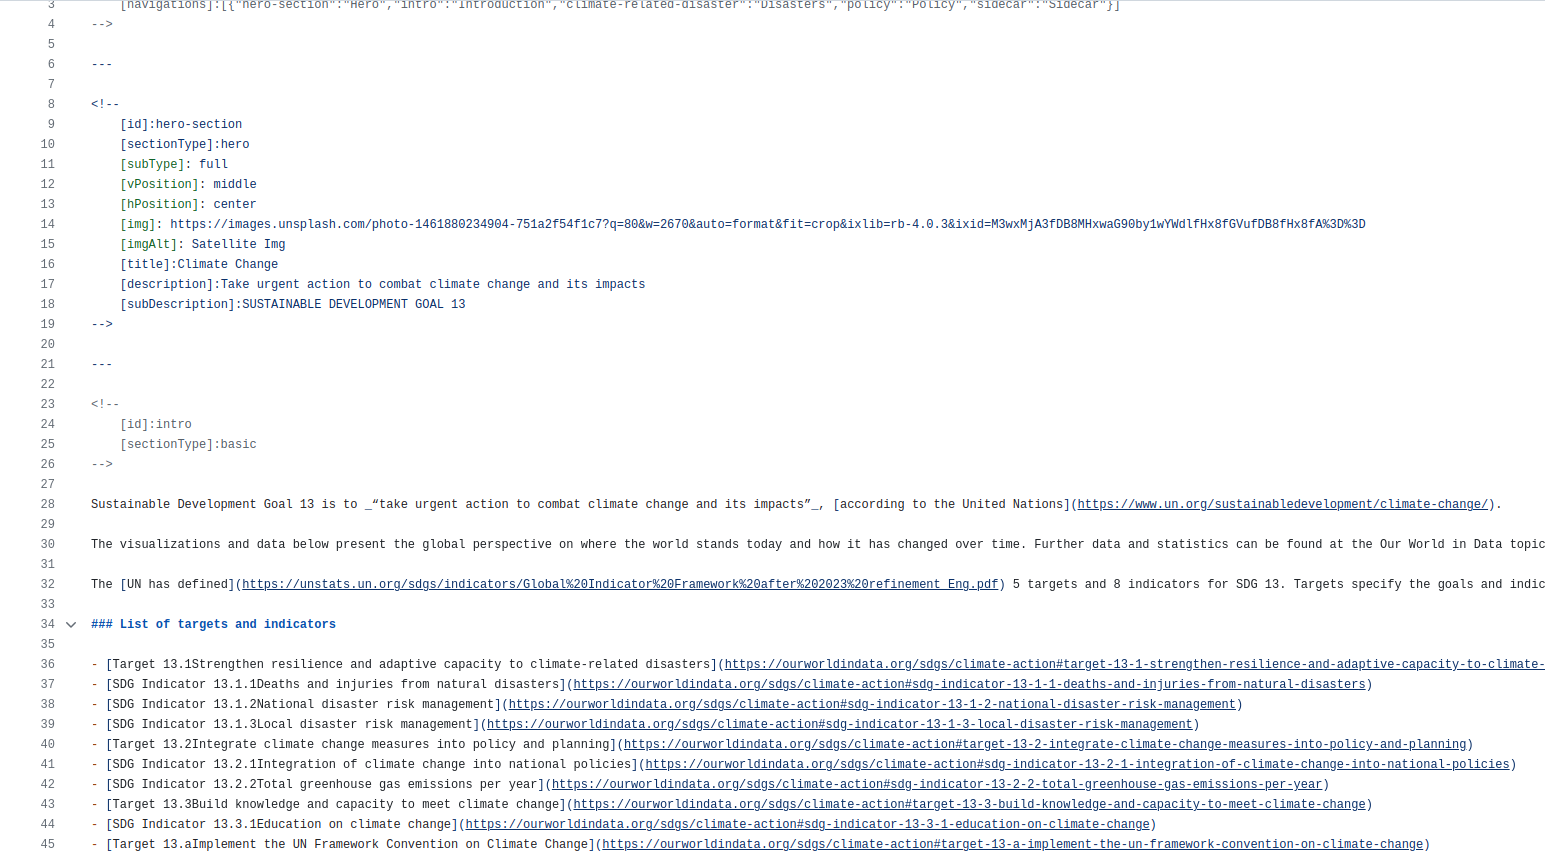 3 [navigations]:[{"hero-section":"Hero","intro":"Introduction","climate-related-disaster":"Disasters","policy":"Policy","sidecar":"Sidecar"}]
4 -->
5
6 ---
7
8 <!--
9 [id]:hero-section
10 [sectionType]:hero
11 [subType]: full
12 [vPosition]: middle
13 [hPosition]: center
14 [img]: https://images.unsplash.com/photo-1461880234904-751a2f54f1c7?q=80&w=2670&auto=format&fit=crop&ixlib=rb-4.0.3&ixid=M3wxMjA3fDB8MHxwaG90by1wYWdlfHx8fGVufDB8fHx8fA%3D%3D
15 [imgAlt]: Satellite Img
16 [title]:Climate Change
17 [description]:Take urgent action to combat climate change and its impacts
18 [subDescription]:SUSTAINABLE DEVELOPMENT GOAL 13
19 -->
20
21 ---
22
23 <!--
24 [id]:intro
25 [sectionType]:basic
26 -->
27
28 Sustainable Development Goal 13 is to _“take urgent action to combat climate change and its impacts”_, [according to the United Nations](https://www.un.org/sustainabledevelopment/climate-change/).
29
30 The visualizations and data below present the global perspective on where the world stands today and how it has changed over time. Further data and statistics can be found at the Our World in Data topic
31
32 The [UN has defined](https://unstats.un.org/sdgs/indicators/Global%20Indicator%20Framework%20after%202023%20refinement_Eng.pdf) 5 targets and 8 indicators for SDG 13. Targets specify the goals and indic
33
34 ### List of targets and indicators
35
36 - [Target 13.1Strengthen resilience and adaptive capacity to climate-related disasters](https://ourworldindata.org/sdgs/climate-action#target-13-1-strengthen-resilience-and-adaptive-capacity-to-climate-
37 - [SDG Indicator 13.1.1Deaths and injuries from natural disasters](https://ourworldindata.org/sdgs/climate-action#sdg-indicator-13-1-1-deaths-and-injuries-from-natural-disasters)
38 - [SDG Indicator 13.1.2National disaster risk management](https://ourworldindata.org/sdgs/climate-action#sdg-indicator-13-1-2-national-disaster-risk-management)
39 - [SDG Indicator 13.1.3Local disaster risk management](https://ourworldindata.org/sdgs/climate-action#sdg-indicator-13-1-3-local-disaster-risk-management)
40 - [Target 13.2Integrate climate change measures into policy and planning](https://ourworldindata.org/sdgs/climate-action#target-13-2-integrate-climate-change-measures-into-policy-and-planning)
41 - [SDG Indicator 13.2.1Integration of climate change into national policies](https://ourworldindata.org/sdgs/climate-action#sdg-indicator-13-2-1-integration-of-climate-change-into-national-policies)
42 - [SDG Indicator 13.2.2Total greenhouse gas emissions per year](https://ourworldindata.org/sdgs/climate-action#sdg-indicator-13-2-2-total-greenhouse-gas-emissions-per-year)
43 - [Target 13.3Build knowledge and capacity to meet climate change](https://ourworldindata.org/sdgs/climate-action#target-13-3-build-knowledge-and-capacity-to-meet-climate-change)
44 - [SDG Indicator 13.3.1Education on climate change](https://ourworldindata.org/sdgs/climate-action#sdg-indicator-13-3-1-education-on-climate-change)
45 - [Target 13.aImplement the UN Framework Convention on Climate Change](https://ourworldindata.org/sdgs/climate-action#target-13-a-implement-the-un-framework-convention-on-climate-change)